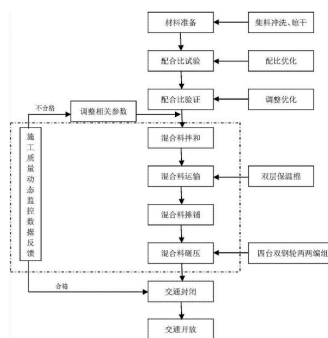 材料准备
集料冲洗、晾干
配合比试验
配比优化
不合格
调整相关参数
配合比验证
调整优化
施工质量动态监控数据反馈
混合料拌和
混合料运输
双层保温棉
混合料摊铺
混合料碾压
四台双钢轮两两编组
合格
交通封闭
交通开放